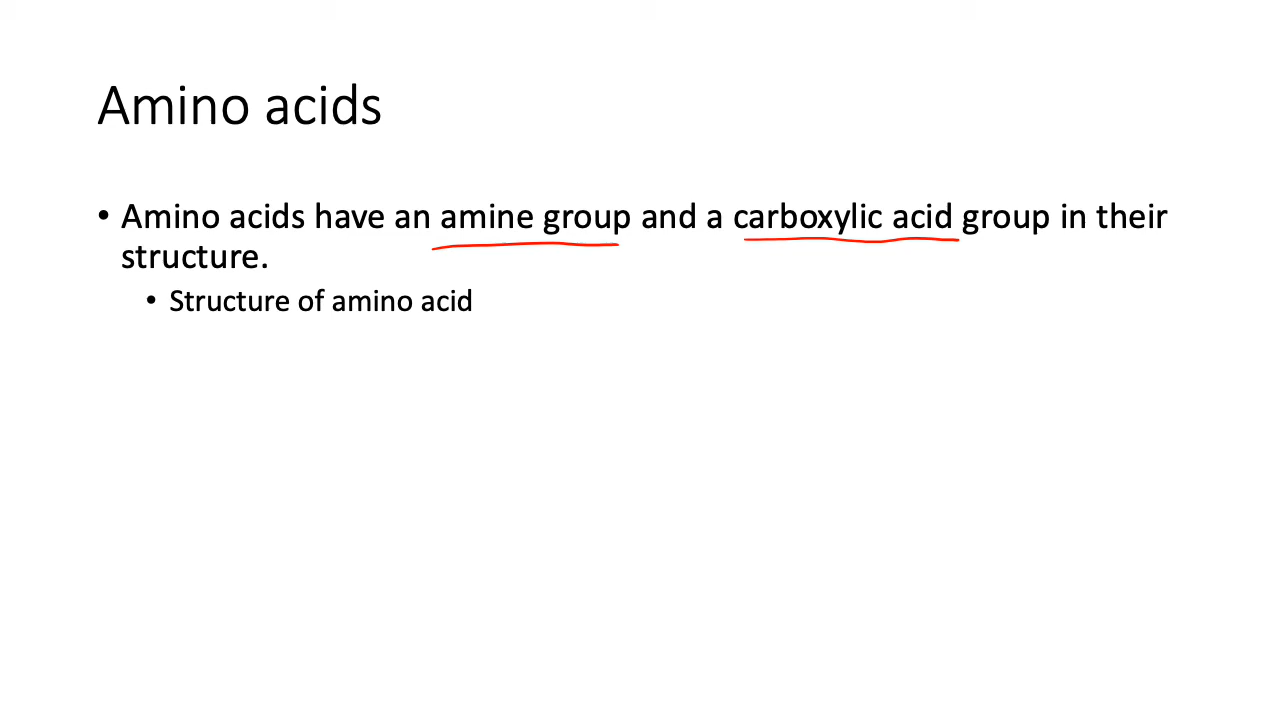 Amino acids
• Amino acids have an amine group and a carboxylic acid group in their
structure.
• Structure of amino acid